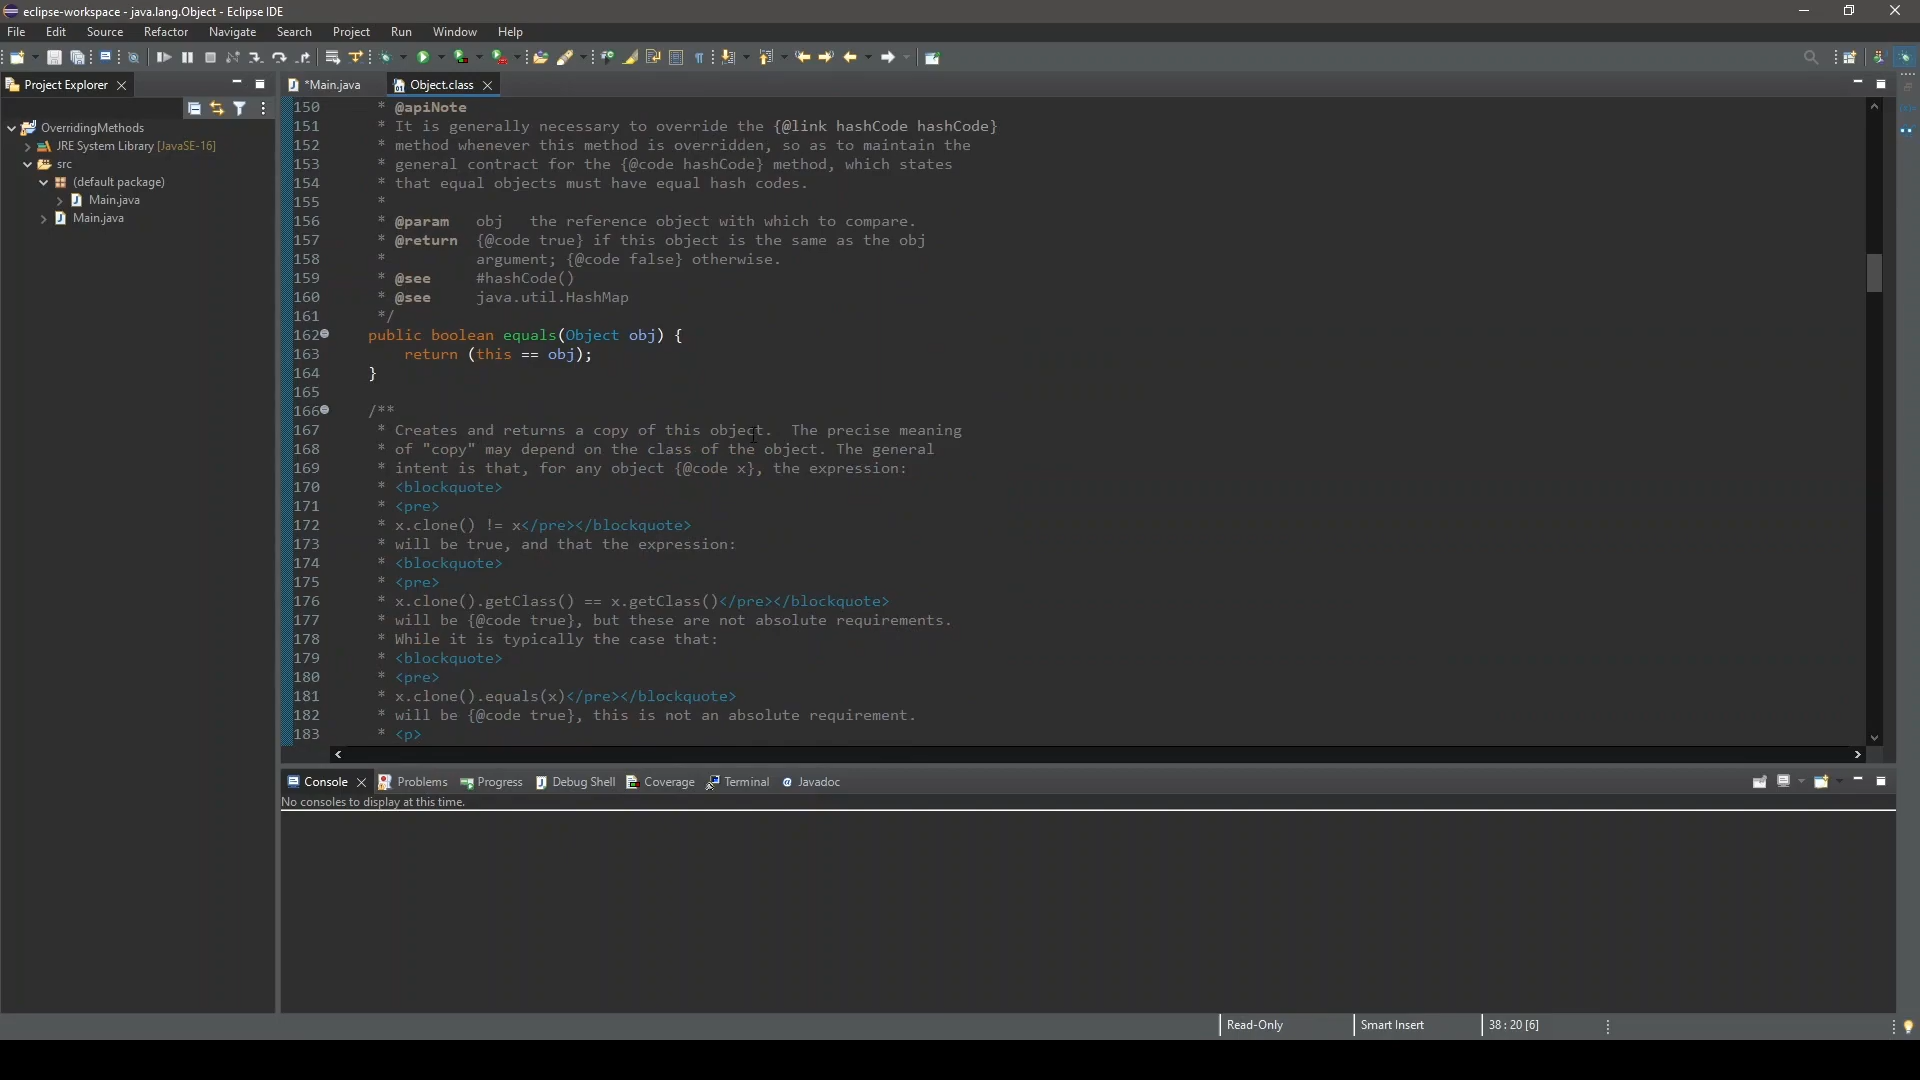 eclipse-workspace - java.lang.Object - Eclipse IDE
File Edit Source Refactor Navigate Search Project Run Window Help
Project Explorer
*Main.java Object.class
OverridingMethods
JRE System Library [JavaSE-16]
src
(default package)
Main.java
Main.java
150 * @apiNote
151 * It is generally necessary to override the {@link hashCode hashCode}
152 * method whenever this method is overridden, so as to maintain the
153 * general contract for the {@code hashCode} method, which states
154 * that equal objects must have equal hash codes.
155 *
156 * @param obj the reference object with which to compare.
157 * @return {@code true} if this object is the same as the obj
158 * argument; {@code false} otherwise.
159 * @see #hashCode()
160 * @see java.util.HashMap
161 */
162 public boolean equals(Object obj) {
163 return (this == obj);
164 }
165
166 /**
167 * Creates and returns a copy of this object. The precise meaning
168 * of "copy" may depend on the class of the object. The general
169 * intent is that, for any object {@code x}, the expression:
170 * <blockquote>
171 * <pre>
172 * x.clone() != x</pre></blockquote>
173 * will be true, and that the expression:
174 * <blockquote>
175 * <pre>
176 * x.clone().getClass() == x.getClass()</pre></blockquote>
177 * will be {@code true}, but these are not absolute requirements.
178 * While it is typically the case that:
179 * <blockquote>
180 * <pre>
181 * x.clone().equals(x)</pre></blockquote>
182 * will be {@code true}, this is not an absolute requirement.
183 * <p>
Console Problems Progress Debug Shell Coverage Terminal Javadoc
No consoles to display at this time.
Read-Only Smart Insert 38 : 20 [6]